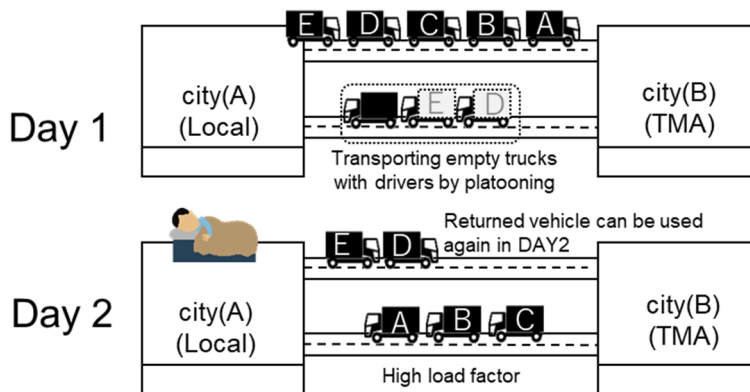 E D C B A
city(A)
(Local)
Day 1
E D
city(B)
(TMA)
Transporting empty trucks
with drivers by platooning
Returned vehicle can be used
again in DAY2
E D
city(A)
(Local)
Day 2
A B C
city(B)
(TMA)
High load factor